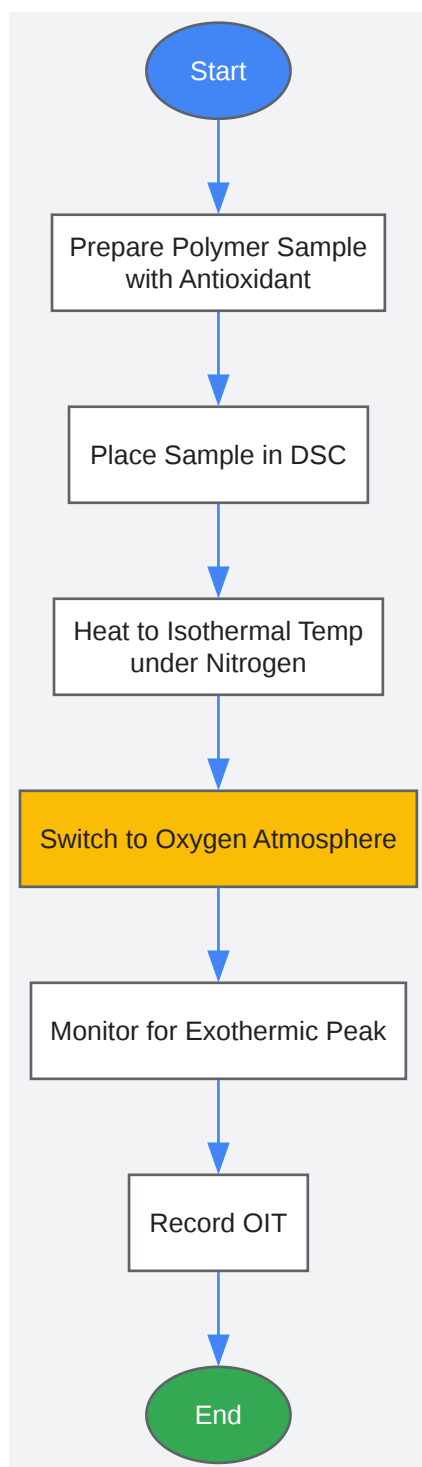 Start
Prepare Polymer Sample
with Antioxidant
Place Sample in DSC
Heat to Isothermal Temp
under Nitrogen
Switch to Oxygen Atmosphere
Monitor for Exothermic Peak
Record OIT
End